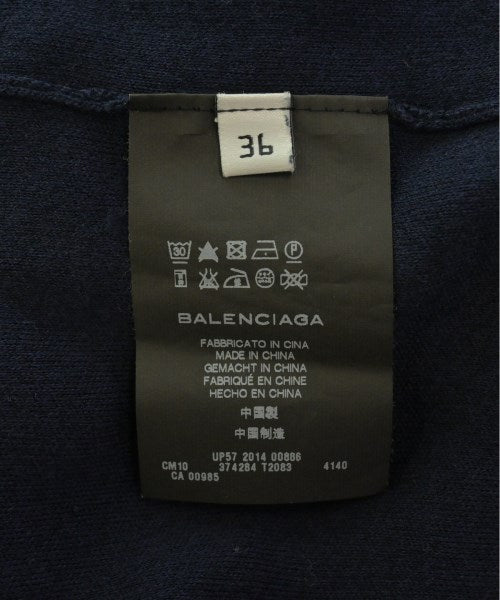 36
30 P
BALENCIAGA
FABBRICATO IN CINA
MADE IN CHINA
GEMACHT IN CHINA
FABRIQUÉ EN CHINE
HECHO EN CHINA
中国製
中国制造
UP57 2014 00886
CM10 374284 T2083 4140
CA 00985